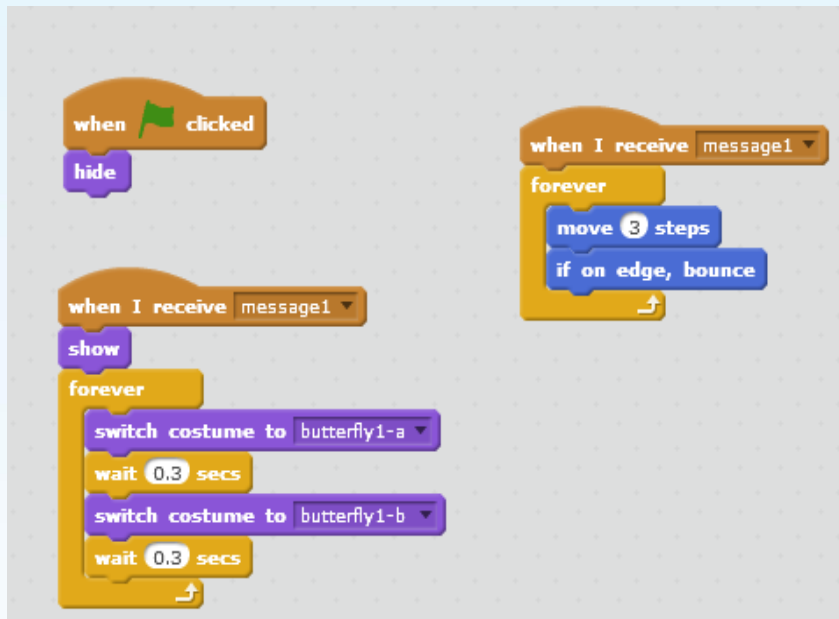 when clicked
hide
when I receive message1
show
forever
switch costume to butterfly1-a
wait 0.3 secs
switch costume to butterfly1-b
wait 0.3 secs
when I receive message1
forever
move 3 steps
if on edge, bounce